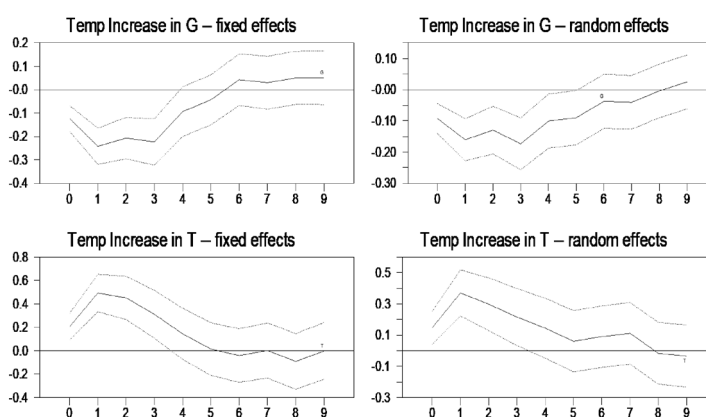 Temp Increase in G – fixed effects
0.2
0.1
-0.0
-0.1
-0.2
-0.3
-0.4
G
0 1 2 3 4 5 6 7 8 9
Temp Increase in G – random effects
0.10
-0.00
-0.10
-0.20
-0.30
G
0 1 2 3 4 5 6 7 8 9
Temp Increase in T – fixed effects
0.8
0.6
0.4
0.2
0.0
-0.2
-0.4
T
0 1 2 3 4 5 6 7 8 9
Temp Increase in T – random effects
0.5
0.3
0.1
-0.1
-0.3
T
0 1 2 3 4 5 6 7 8 9